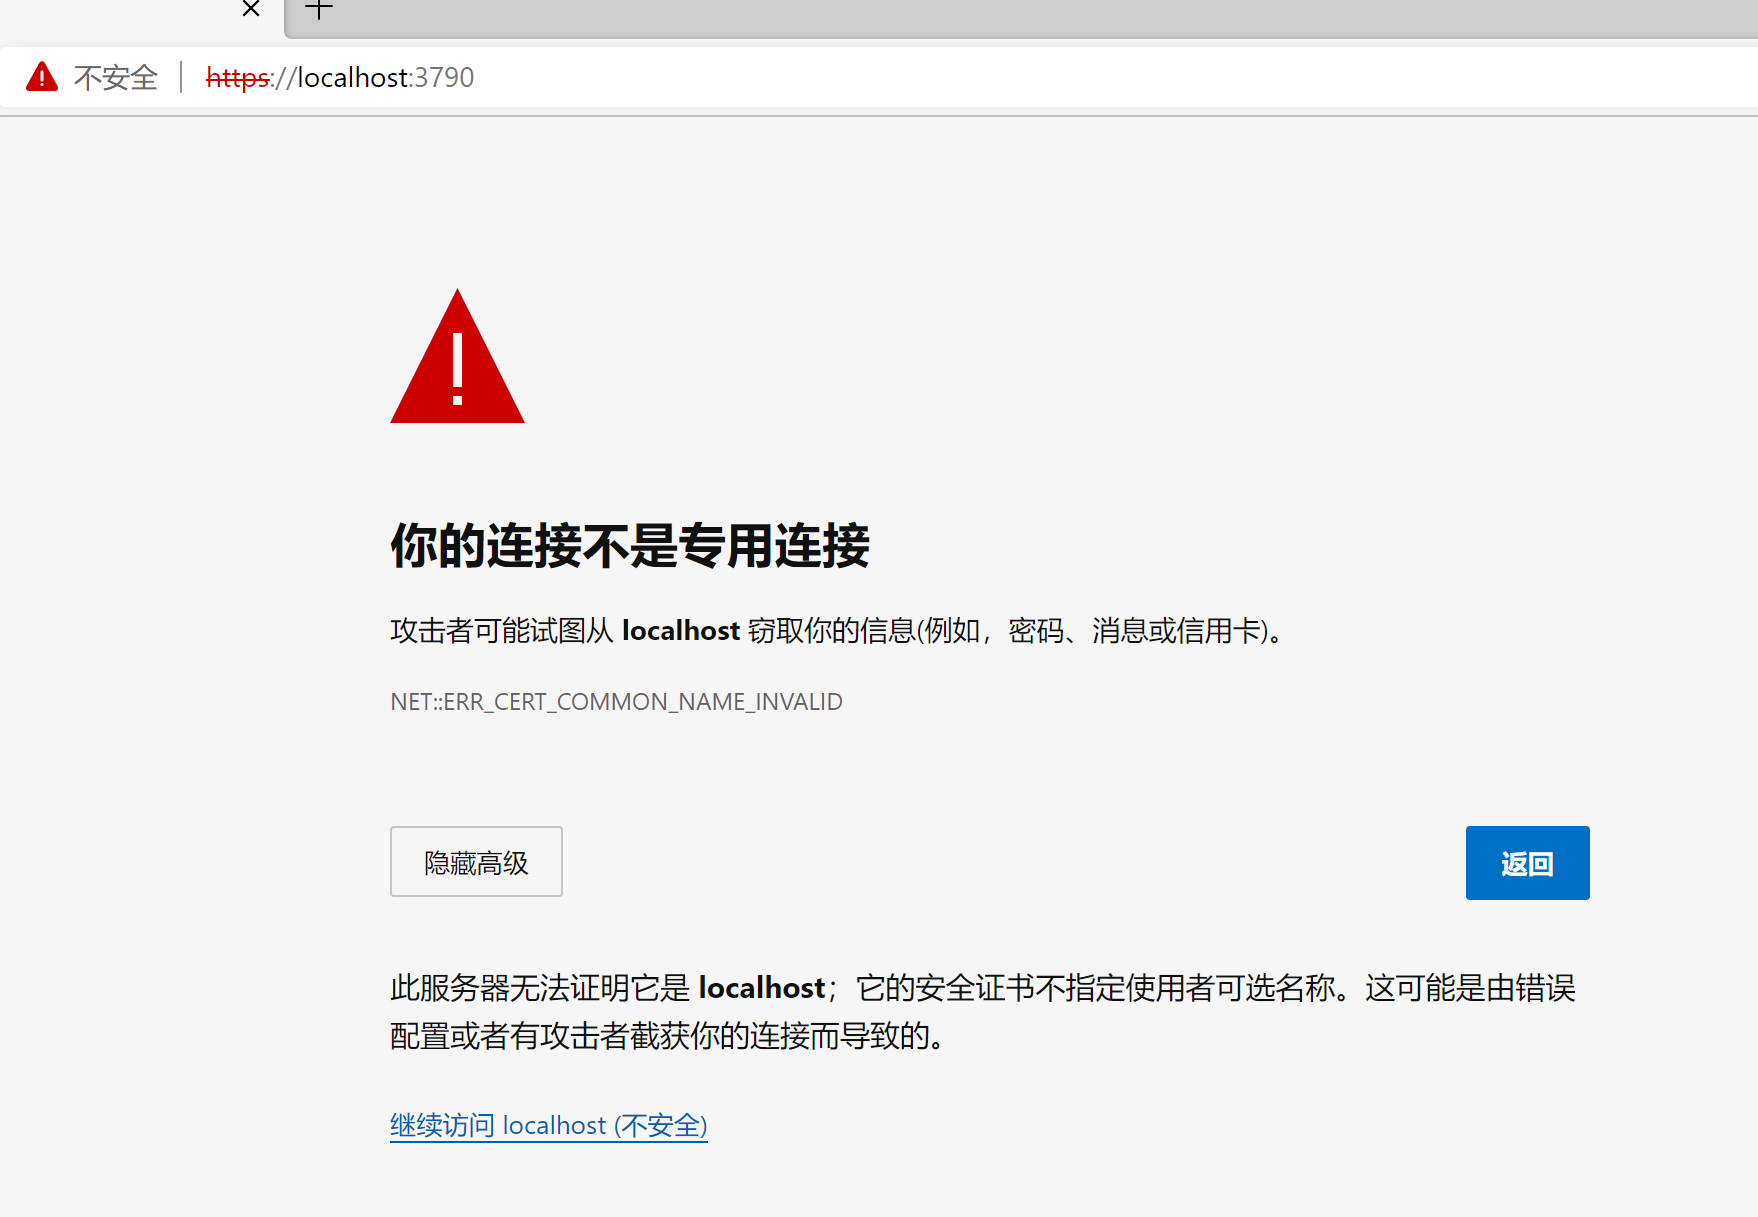 不安全 https://localhost:3790
你的连接不是专用连接
攻击者可能试图从 localhost 窃取你的信息(例如，密码、消息或信用卡)。
NET::ERR_CERT_COMMON_NAME_INVALID
隐藏高级 返回
此服务器无法证明它是 localhost；它的安全证书不指定使用者可选名称。这可能是由错误
配置或者有攻击者截获你的连接而导致的。
继续访问 localhost (不安全)